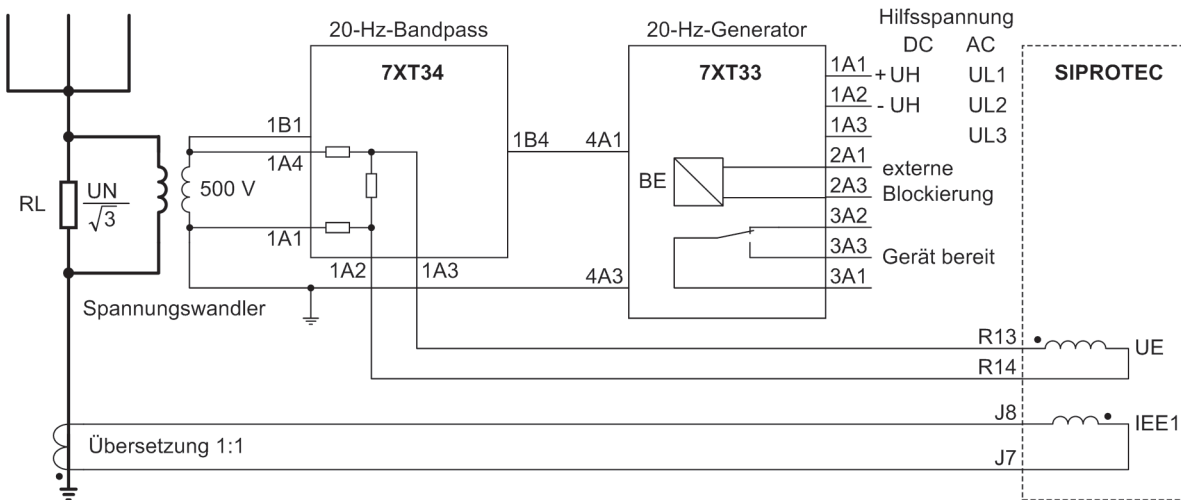 Hilfsspannung
20-Hz-Bandpass
20-Hz-Generator
DC AC
7XT34
7XT33
SIPROTEC
1A1
+ UH UL1
1A2
- UH UL2
1B1
1A3
UL3
1B4
4A1
1A4
2A1
externe
BE
500 V
2A3
Blockierung
RL
UN
√3
3A2
1A1
3A3
Gerät bereit
1A2
1A3
4A3
3A1
Spannungswandler
R13
UE
R14
J8
IEE1
Übersetzung 1:1
J7